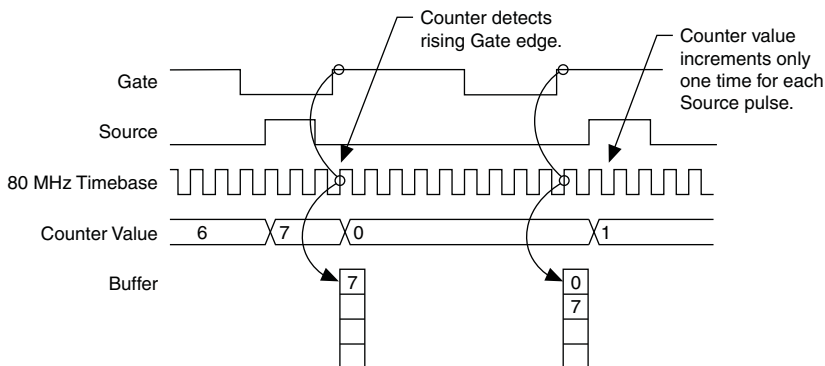 Counter detects
rising Gate edge.
Counter value
increments only
one time for each
Source pulse.
Gate
Source
80 MHz Timebase
Counter Value
6
7
0
1
Buffer
7
0
7